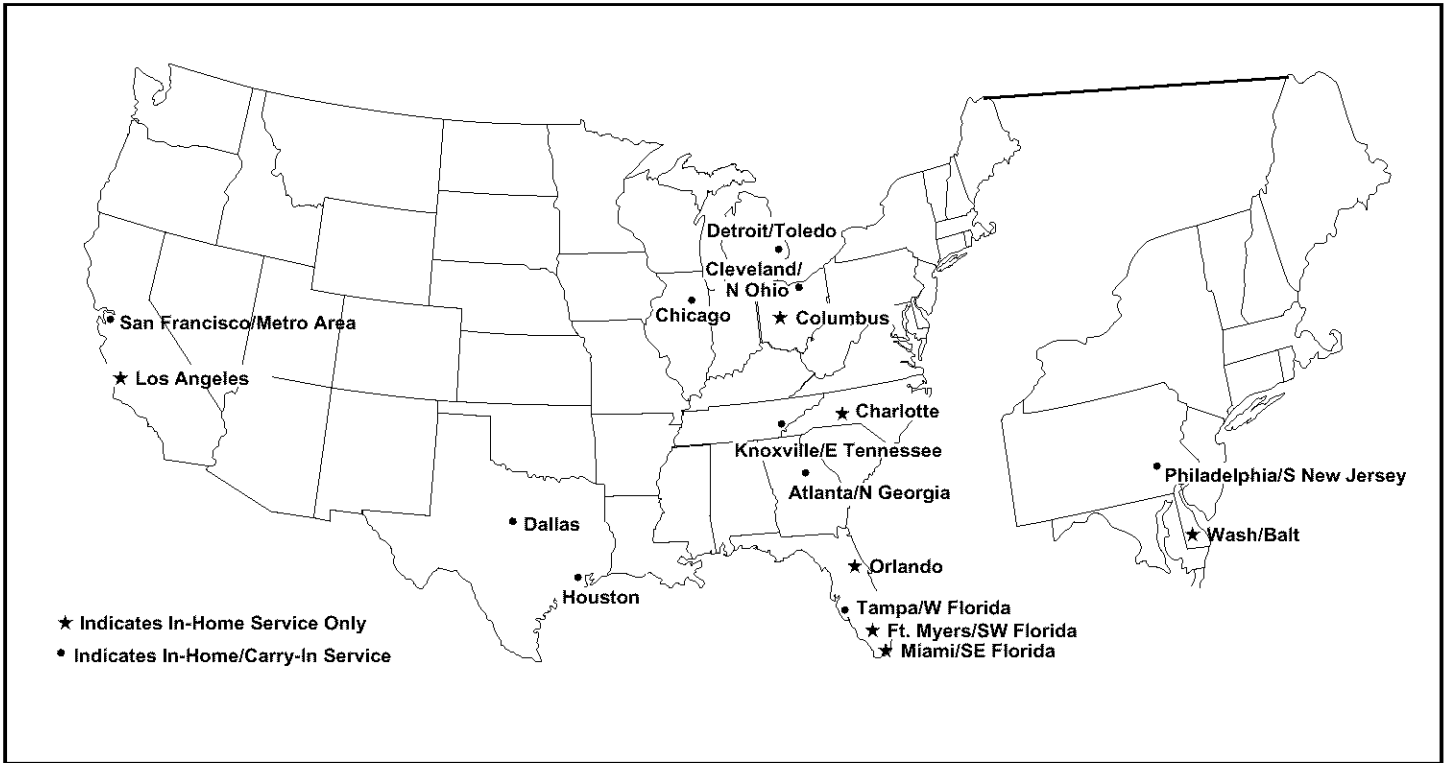 Detroit/Toledo
Cleveland/
N Ohio
Chicago
Columbus
San Francisco/Metro Area
Los Angeles
Charlotte
Knoxville/E Tennessee
Atlanta/N Georgia
Philadelphia/S New Jersey
Dallas
Wash/Balt
Orlando
Houston
Tampa/W Florida
Ft. Myers/SW Florida
Miami/SE Florida
★ Indicates In-Home Service Only
• Indicates In-Home/Carry-In Service